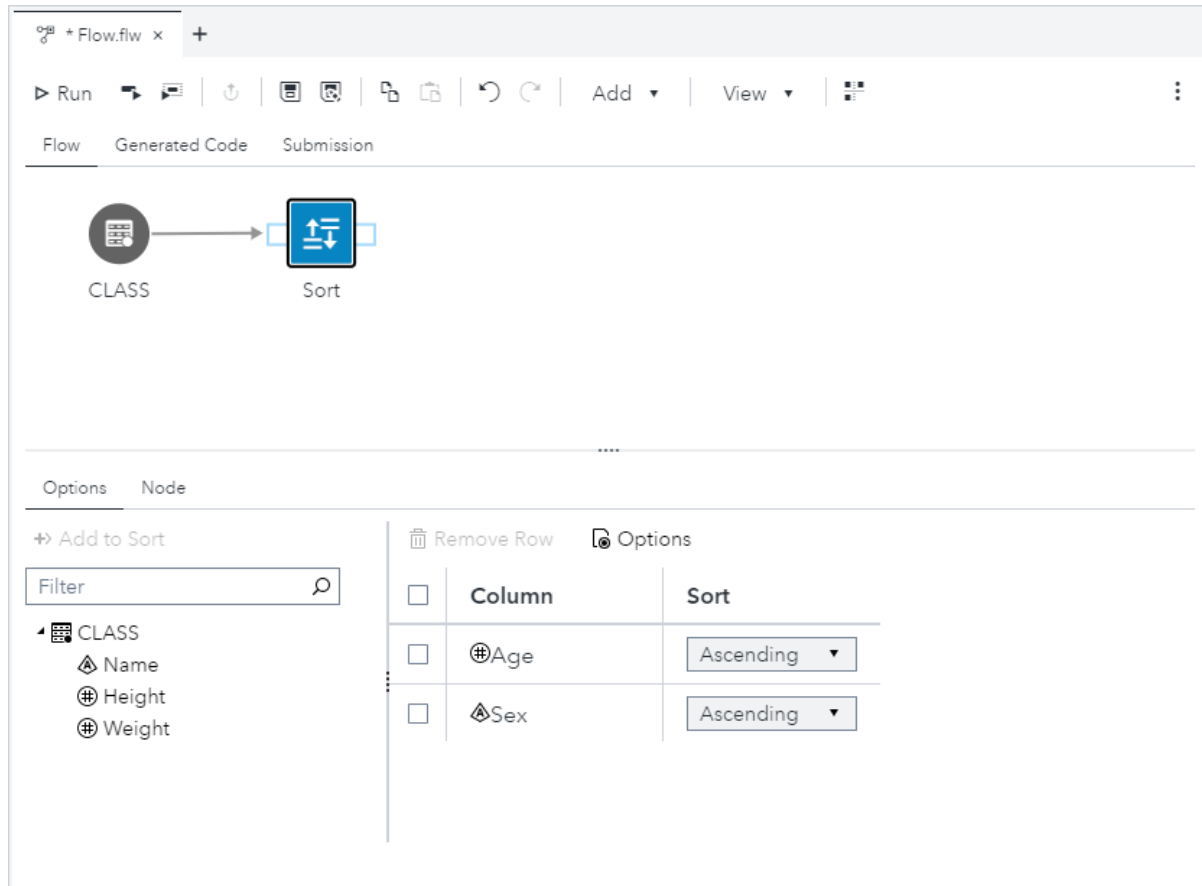 * Flow.flw × +
Run Add ▼ View ▼
Flow Generated Code Submission
CLASS Sort
Options Node
Add to Sort
Remove Row Options
Filter
Column Sort
CLASS
Name
Height
Weight
Age Ascending ▼
Sex Ascending ▼